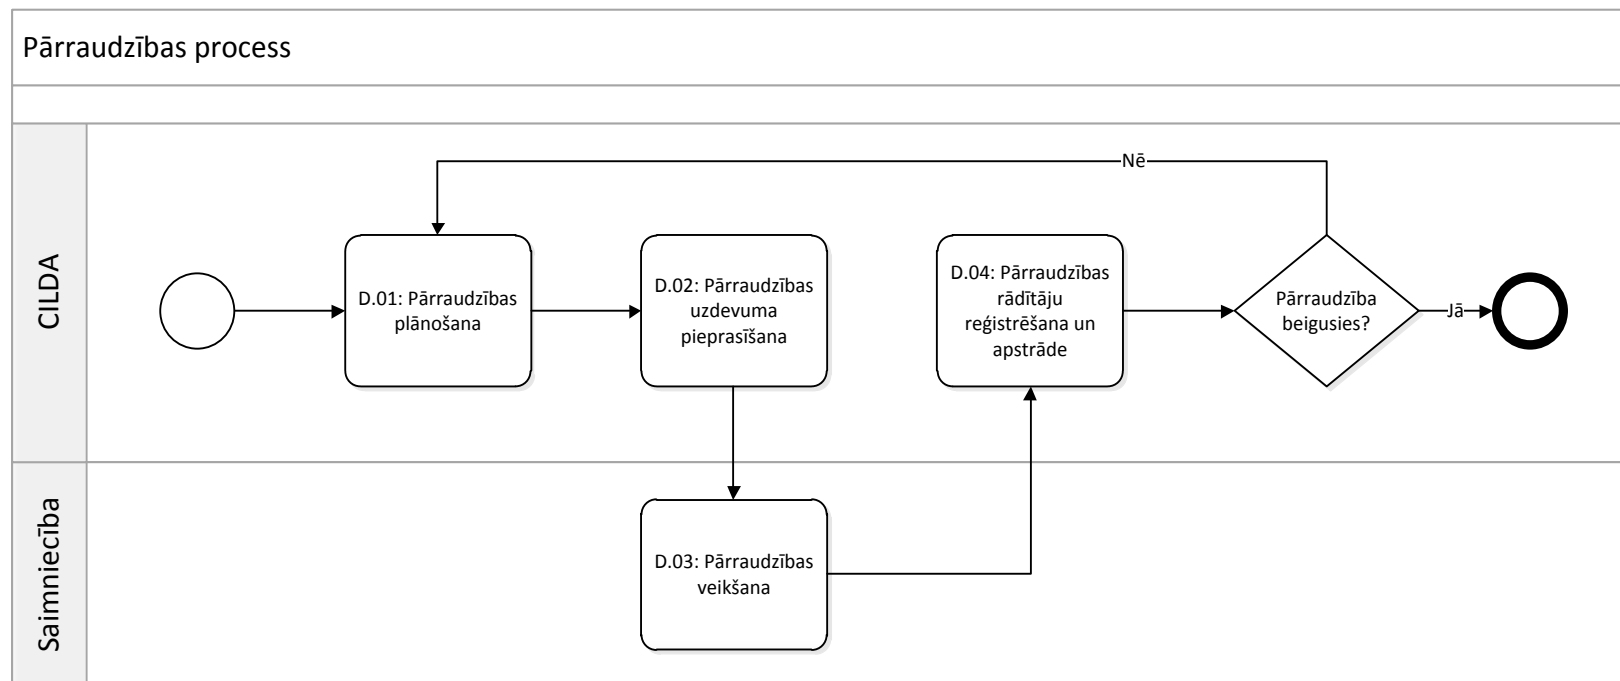 Pārraudzības process
CILDA
Nē
D.01: Pārraudzības
plānošana
D.02: Pārraudzības
uzdevuma
pieprasīšana
D.04: Pārraudzības
rādītāju
reģistrēšana un
apstrāde
Pārraudzība
beigusies?
Jā
Saimniecība
D.03: Pārraudzības
veikšana